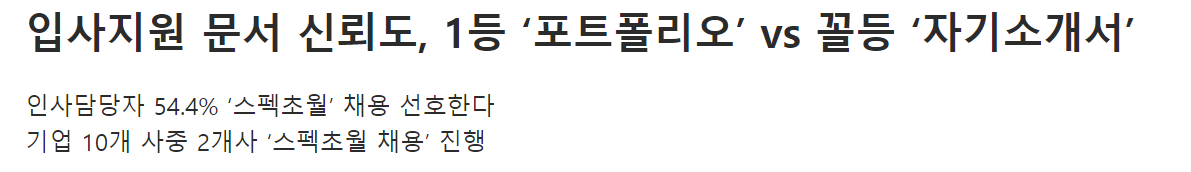 입사지원 문서 신뢰도, 1등 ‘포트폴리오’ vs 꼴등 ‘자기소개서’
인사담당자 54.4% ‘스펙초월’ 채용 선호한다
기업 10개 사중 2개사 ‘스펙초월 채용’ 진행